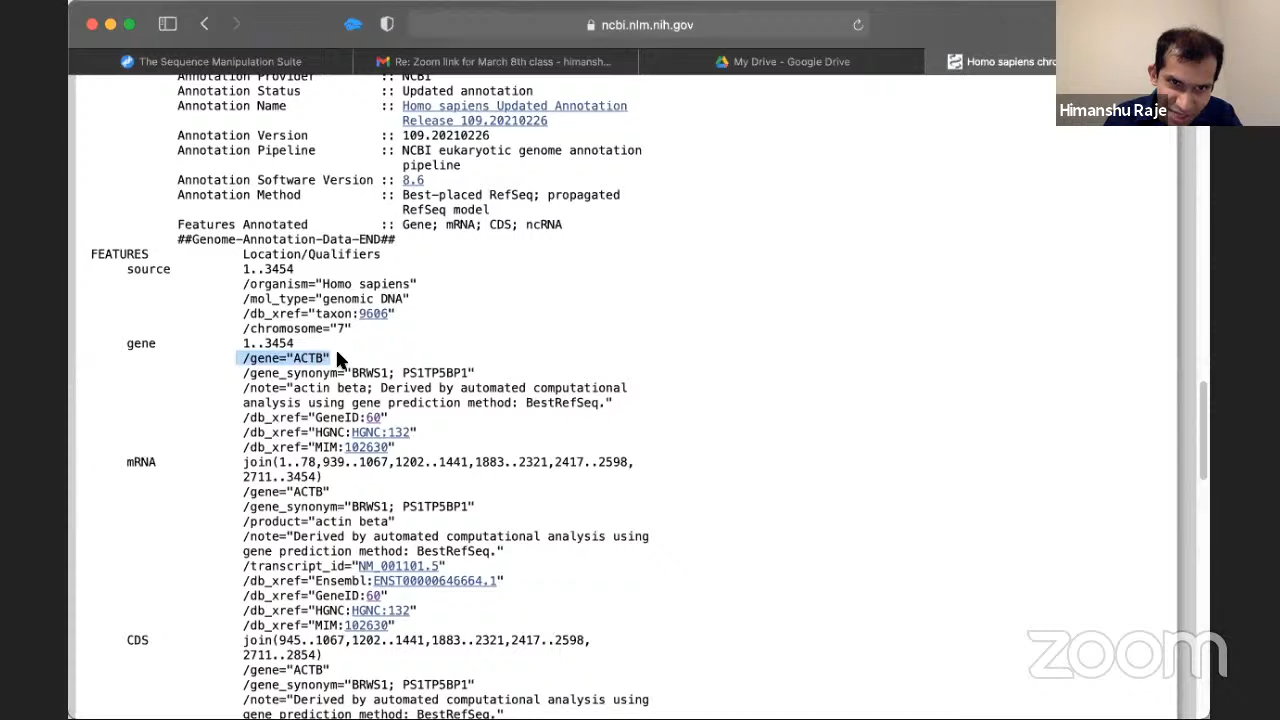 ncbi.nlm.nih.gov
The Sequence Manipulation Suite
Re: Zoom link for March 8th class - himansh...
My Drive - Google Drive
Homo sapiens chro
Himanshu Raje
Annotation Provider :: NCBI
Annotation Status :: Updated annotation
Annotation Name :: Homo sapiens Updated Annotation
Release 109.20210226
Annotation Version :: 109.20210226
Annotation Pipeline :: NCBI eukaryotic genome annotation
pipeline
Annotation Software Version :: 8.6
Annotation Method :: Best-placed RefSeq; propagated
RefSeq model
Features Annotated :: Gene; mRNA; CDS; ncRNA
##Genome-Annotation-Data-END##
FEATURES Location/Qualifiers
source 1..3454
/organism="Homo sapiens"
/mol_type="genomic DNA"
/db_xref="taxon:9606"
/chromosome="7"
gene 1..3454
/gene="ACTB"
/gene_synonym="BRWS1; PS1TP5BP1"
/note="actin beta; Derived by automated computational
analysis using gene prediction method: BestRefSeq."
/db_xref="GeneID:60"
/db_xref="HGNC:HGNC:132"
/db_xref="MIM:102630"
mRNA join(1..78,939..1067,1202..1441,1883..2321,2417..2598,
2711..3454)
/gene="ACTB"
/gene_synonym="BRWS1; PS1TP5BP1"
/product="actin beta"
/note="Derived by automated computational analysis using
gene prediction method: BestRefSeq."
/transcript_id="NM_001101.5"
/db_xref="Ensembl:ENST00000646664.1"
/db_xref="GeneID:60"
/db_xref="HGNC:HGNC:132"
/db_xref="MIM:102630"
CDS join(945..1067,1202..1441,1883..2321,2417..2598,
2711..2854)
/gene="ACTB"
/gene_synonym="BRWS1; PS1TP5BP1"
/note="Derived by automated computational analysis using
gene prediction method: BestRefSeq."
zoom